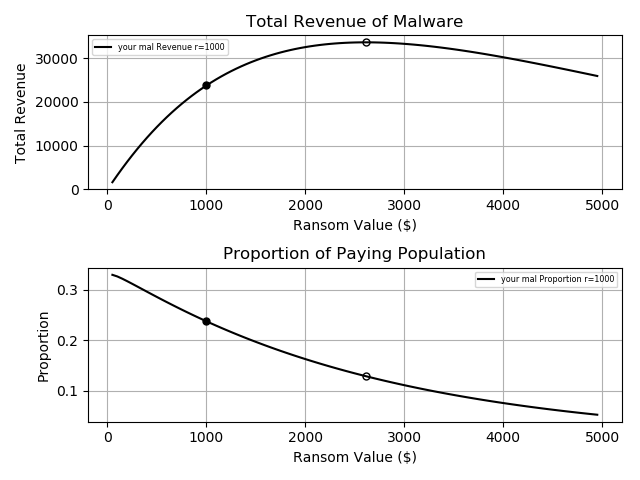 Total Revenue of Malware
your mal Revenue r=1000
Total Revenue
30000
20000
10000
0
0 1000 2000 3000 4000 5000
Ransom Value ($)
Proportion of Paying Population
your mal Proportion r=1000
Proportion
0.3
0.2
0.1
0 1000 2000 3000 4000 5000
Ransom Value ($)